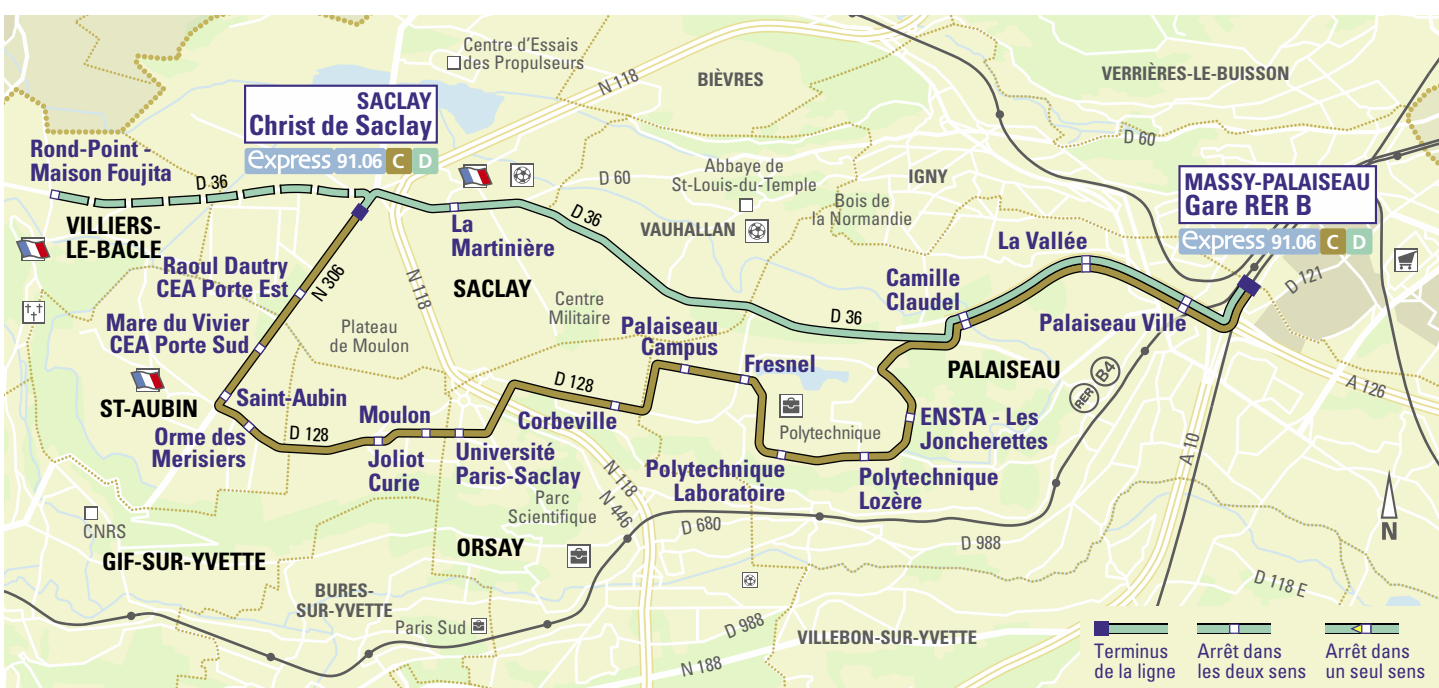 Centre d'Essais
des Propulseurs
N 118
BIÈVRES
VERRIÈRES-LE-BUISSON
SACLAY
Christ de Saclay
express 91.06 C D
D 60
Rond-Point -
Maison Foujita
D 36
Abbaye de
St-Louis-du-Temple
D 60
IGNY
MASSY-PALAISEAU
Gare RER B
express 91.06 C D
VILLIERS-
LE-BACLE
La
Martinière
D 36
VAUHALLAN
Bois de
la Normandie
La Vallée
Raoul Dautry
CEA Porte Est
N 306
N 118
SACLAY
Camille
Claudel
D 121
Mare du Vivier
CEA Porte Sud
Plateau
de Moulon
Centre
Militaire
D 36
Palaiseau Ville
Palaiseau
Campus
Fresnel
PALAISEAU
RER B4
A 126
ST-AUBIN
Saint-Aubin
D 128
Moulon
Corbeville
Polytechnique
ENSTA - Les
Joncherettes
Orme des
Merisiers
D 128
Joliot
Curie
Université
Paris-Saclay
Polytechnique
Laboratoire
Polytechnique
Lozère
A 10
Parc
Scientifique
N 118
N 446
D 680
D 988
N
CNRS
GIF-SUR-YVETTE
ORSAY
D 118 E
BURES-
SUR-YVETTE
Paris Sud
D 988
N 188
VILLEBON-SUR-YVETTE
Terminus
de la ligne
Arrêt dans
les deux sens
Arrêt dans
un seul sens